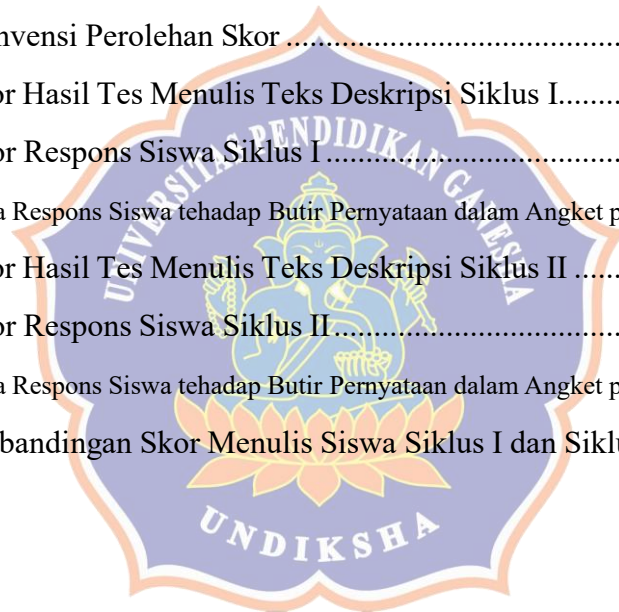 nvensi Perolehan Skor ....................................
or Hasil Tes Menulis Teks Deskripsi Siklus I........
UNIVERSITAS PENDIDIKAN GANESHA
or Respons Siswa Siklus I ................................
a Respons Siswa tehadap Butir Pernyataan dalam Angket p
or Hasil Tes Menulis Teks Deskripsi Siklus II ......
or Respons Siswa Siklus II...............................
a Respons Siswa tehadap Butir Pernyataan dalam Angket p
bandingan Skor Menulis Siswa Siklus I dan Siklu
UNDIKSHA